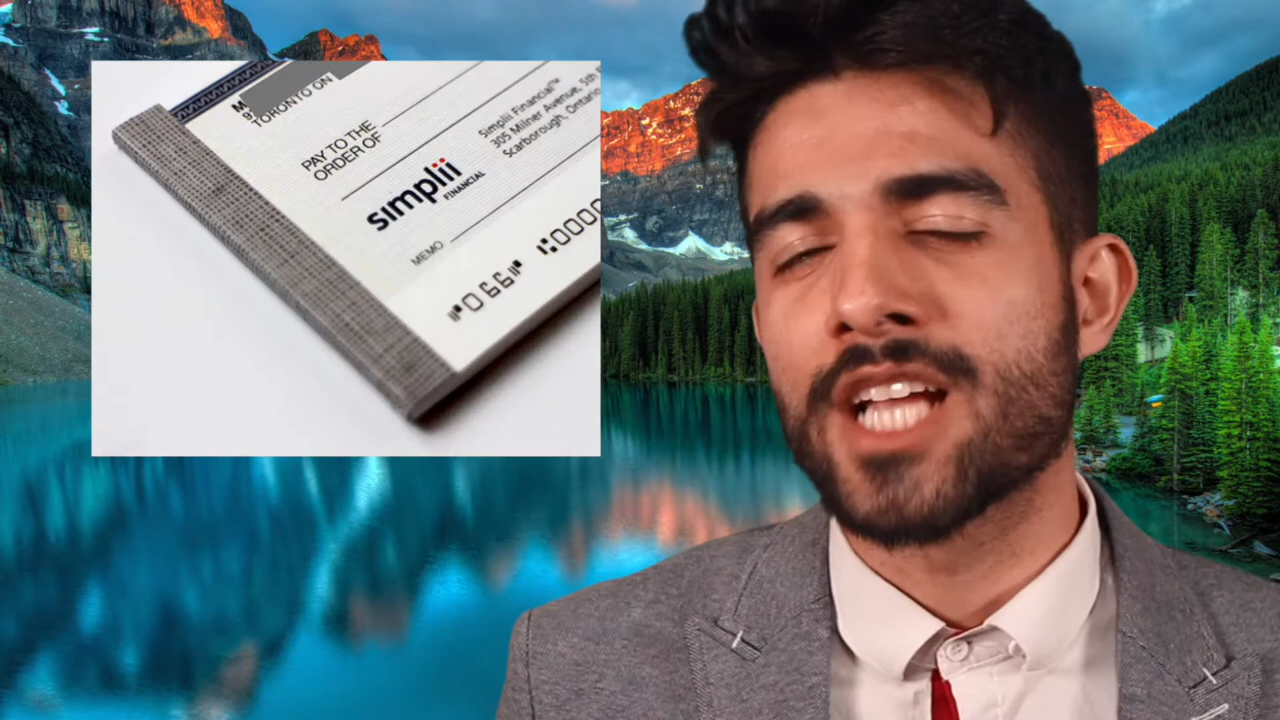 TORONTO ON
PAY TO THE
ORDER OF
simplii
FINANCIAL
Simplii Financial™
305 Milner Avenue, 5th
Scarborough, Ontario
MEMO
⑈066⑈ ⑆0000